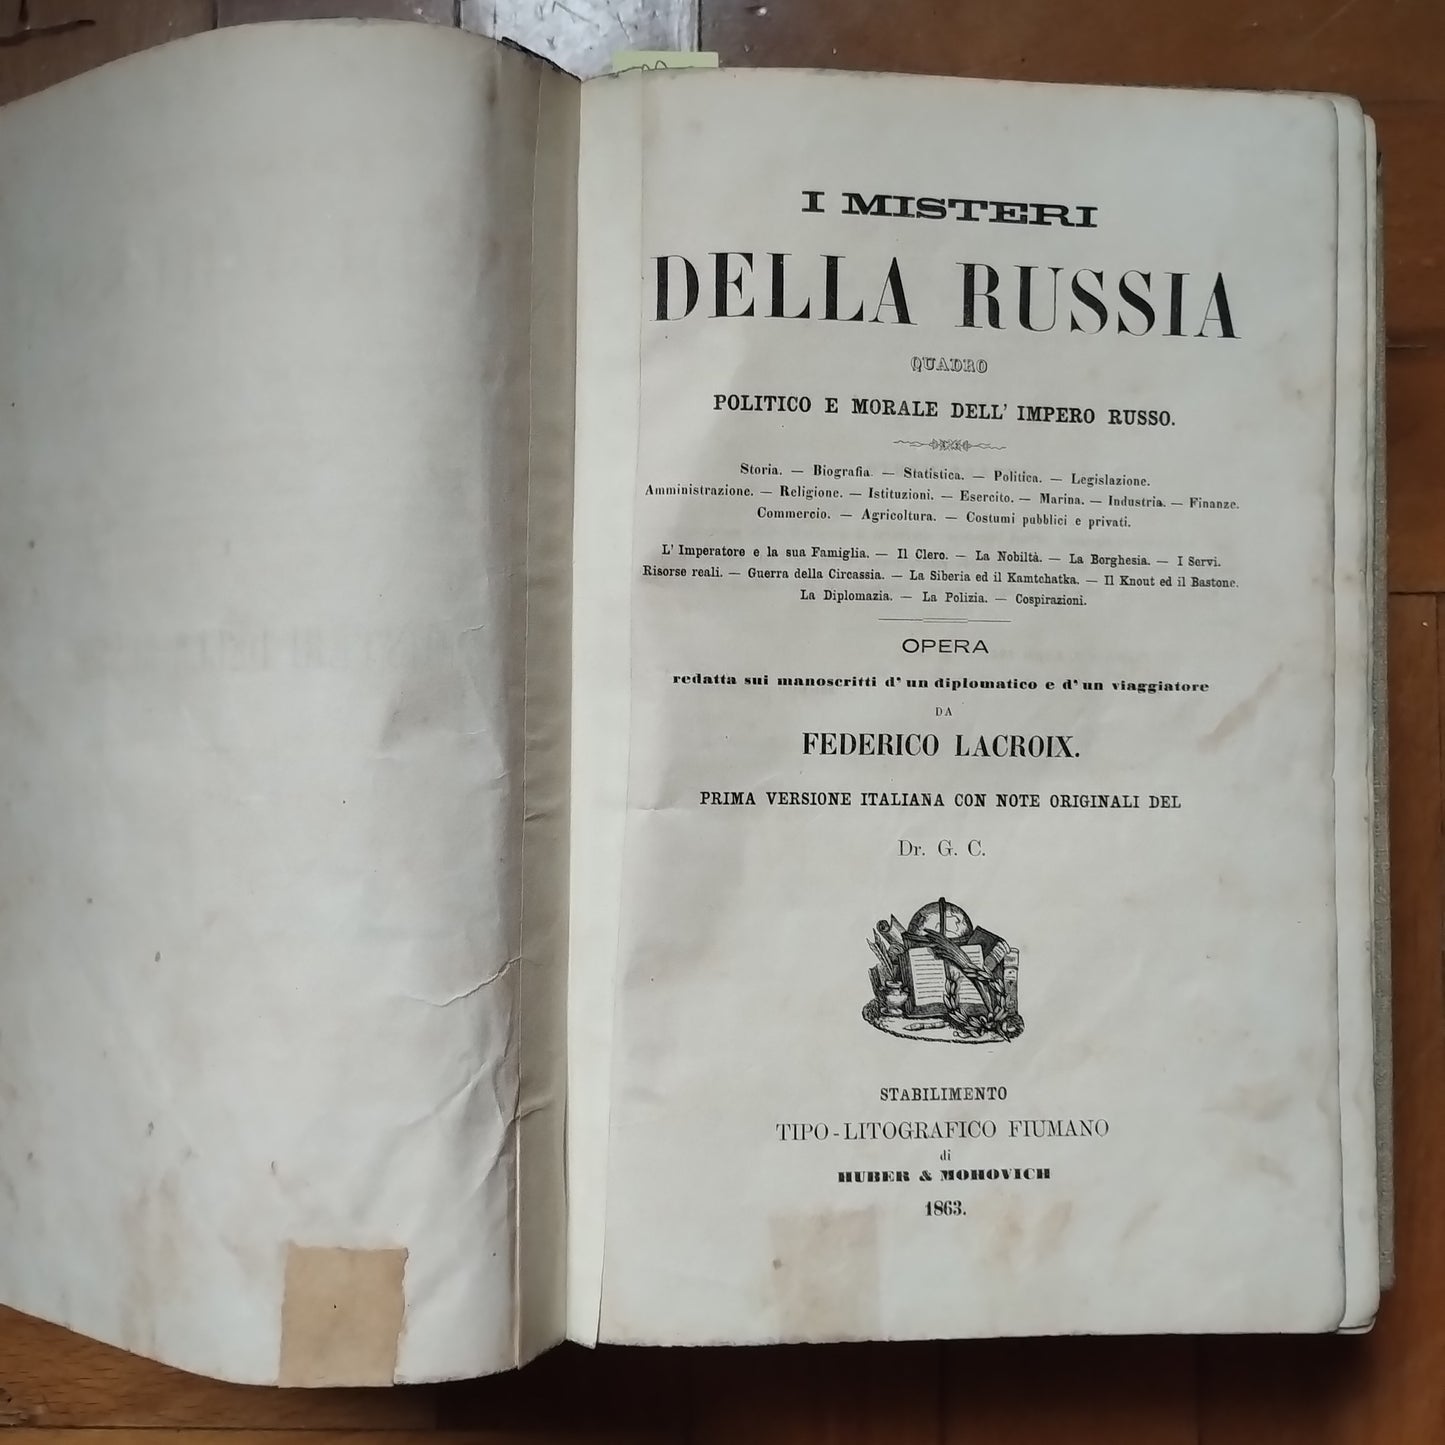 I MISTERI
DELLA RUSSIA
QUADRO
POLITICO E MORALE DELL' IMPERO RUSSO.
Storia. — Biografia. — Statistica. — Politica. — Legislazione.
Amministrazione. — Religione. — Istituzioni. — Esercito. — Marina. — Industria. — Finanze.
Commercio. — Agricoltura. — Costumi pubblici e privati.
L' Imperatore e la sua Famiglia. — Il Clero. — La Nobiltà. — La Borghesia. — I Servi.
Risorse reali. — Guerra della Circassia. — La Siberia ed il Kamtchatka. — Il Knout ed il Bastone.
La Diplomazia. — La Polizia. — Cospirazioni.
OPERA
redatta sui manoscritti d' un diplomatico e d' un viaggiatore
DA
FEDERICO LACROIX.
PRIMA VERSIONE ITALIANA CON NOTE ORIGINALI DEL
Dr. G. C.
STABILIMENTO
TIPO-LITOGRAFICO FIUMANO
di
HUBER & MOHOVICH
1863.